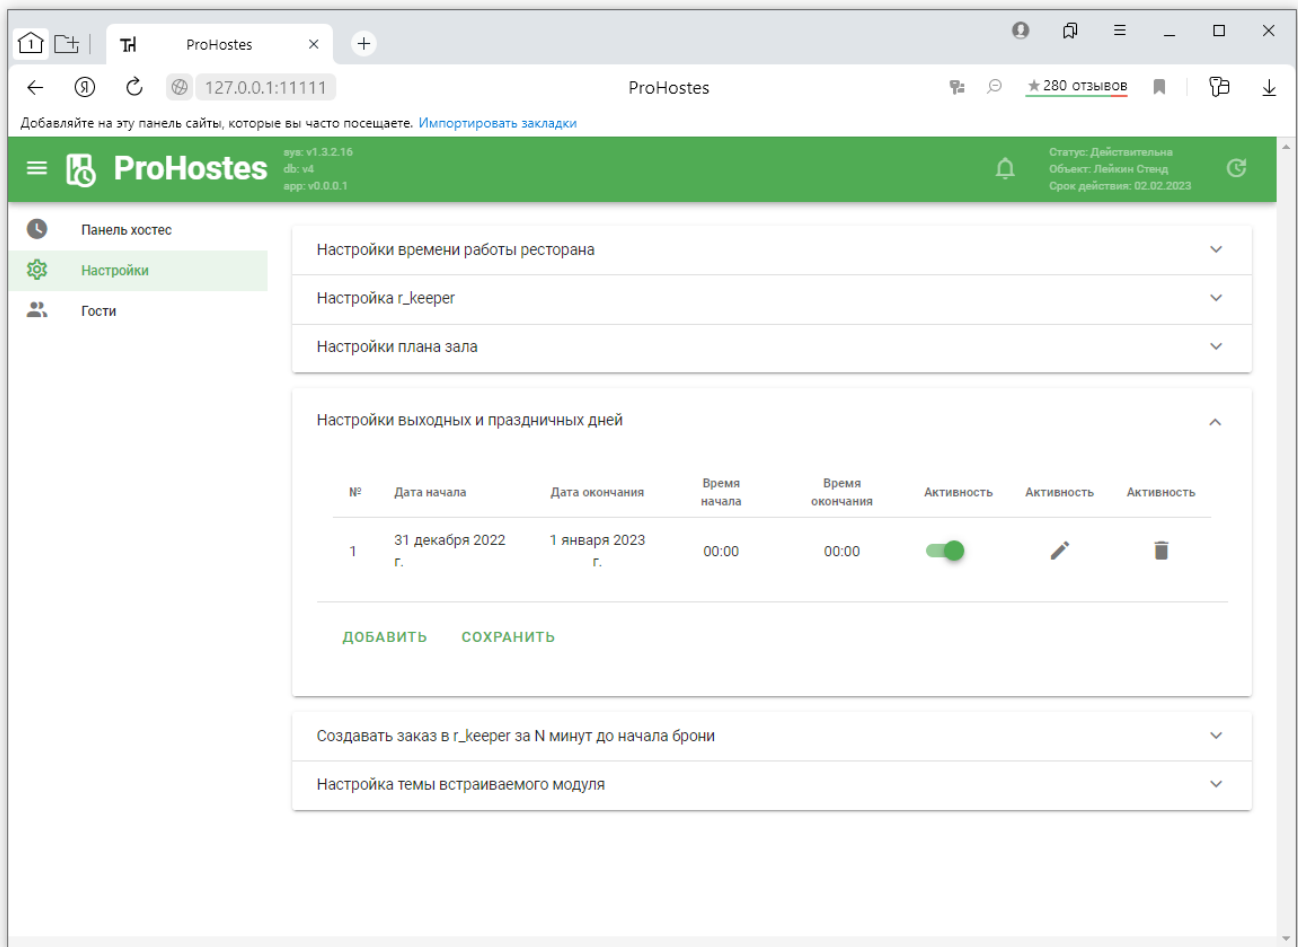 1
TH ProHostes
Я 127.0.0.1:11111 ProHostes ★280 отзывов
Добавляйте на эту панель сайты, которые вы часто посещаете. Импортировать закладки
ProHostes
sys: v1.3.2.16
db: v4
app: v0.0.0.1
Статус: Действительна
Объект: Лейкин Стенд
Срок действия: 02.02.2023
Панель хостес
Настройки
Гости
Настройки времени работы ресторана
Настройка r_keeper
Настройки плана зала
Настройки выходных и праздничных дней
№ Дата начала Дата окончания Время начала Время окончания Активность Активность Активность
1 31 декабря 2022 г. 1 января 2023 г. 00:00 00:00
ДОБАВИТЬ СОХРАНИТЬ
Создавать заказ в r_keeper за N минут до начала брони
Настройка темы встраиваемого модуля